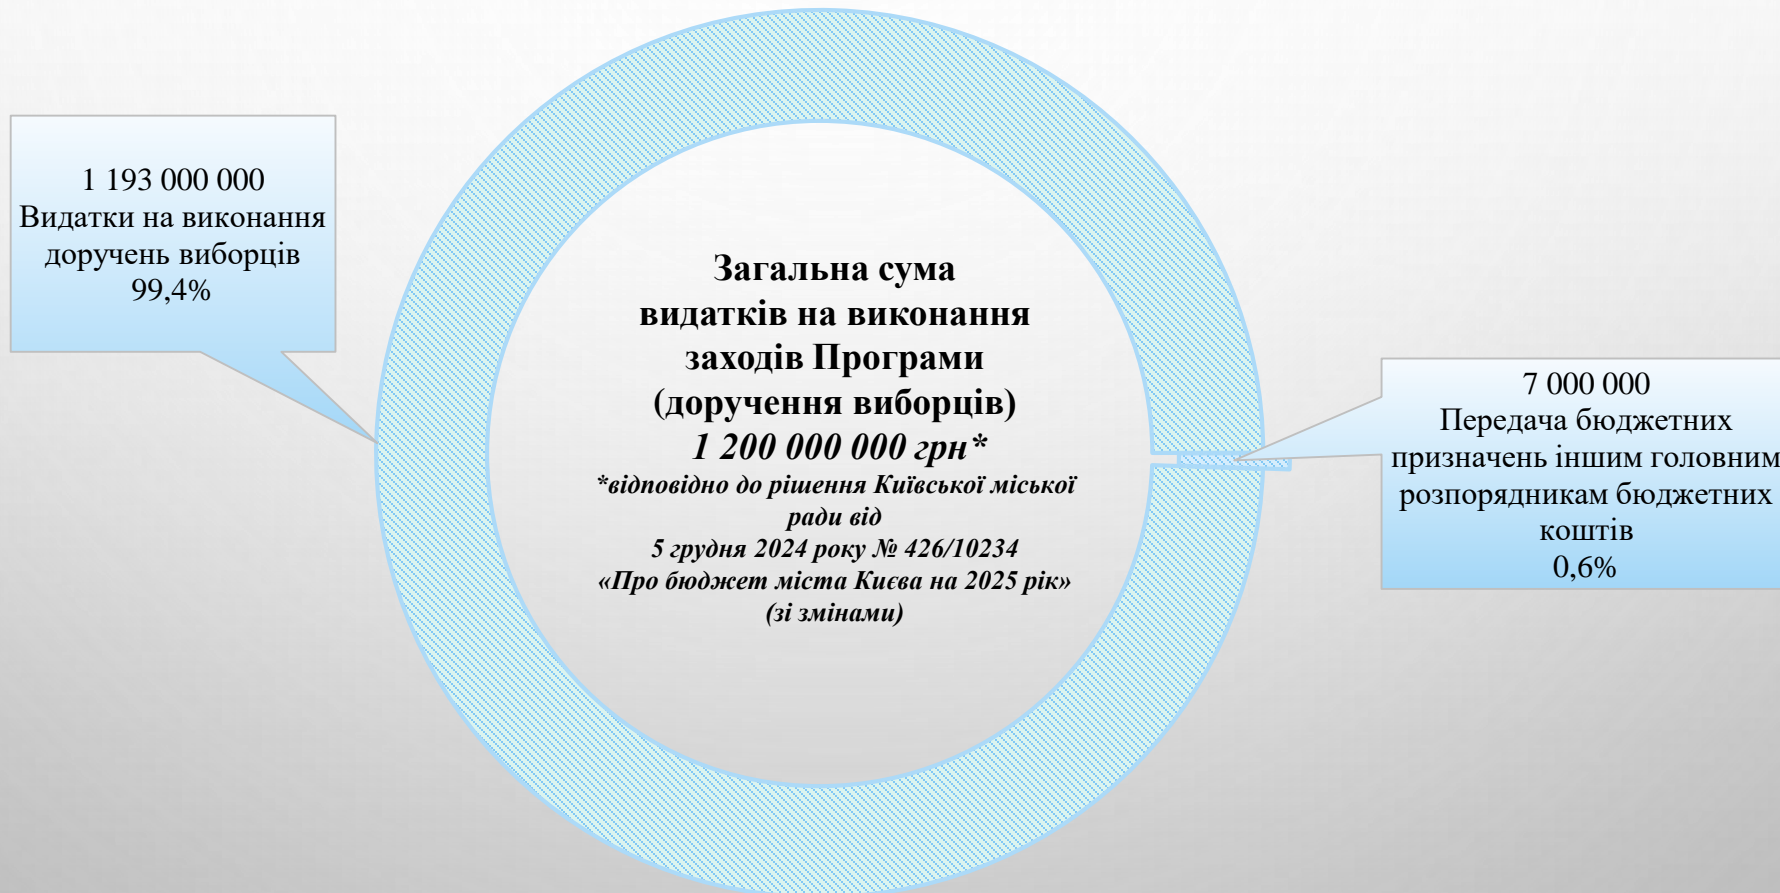 1 193 000 000
Видатки на виконання
доручень виборців
99,4%
Загальна сума
видатків на виконання
заходів Програми
(доручення виборців)
1 200 000 000 грн*
*відповідно до рішення Київської міської
ради від
5 грудня 2024 року № 426/10234
«Про бюджет міста Києва на 2025 рік»
(зі змінами)
7 000 000
Передача бюджетних
призначень іншим головним
розпорядникам бюджетних
коштів
0,6%